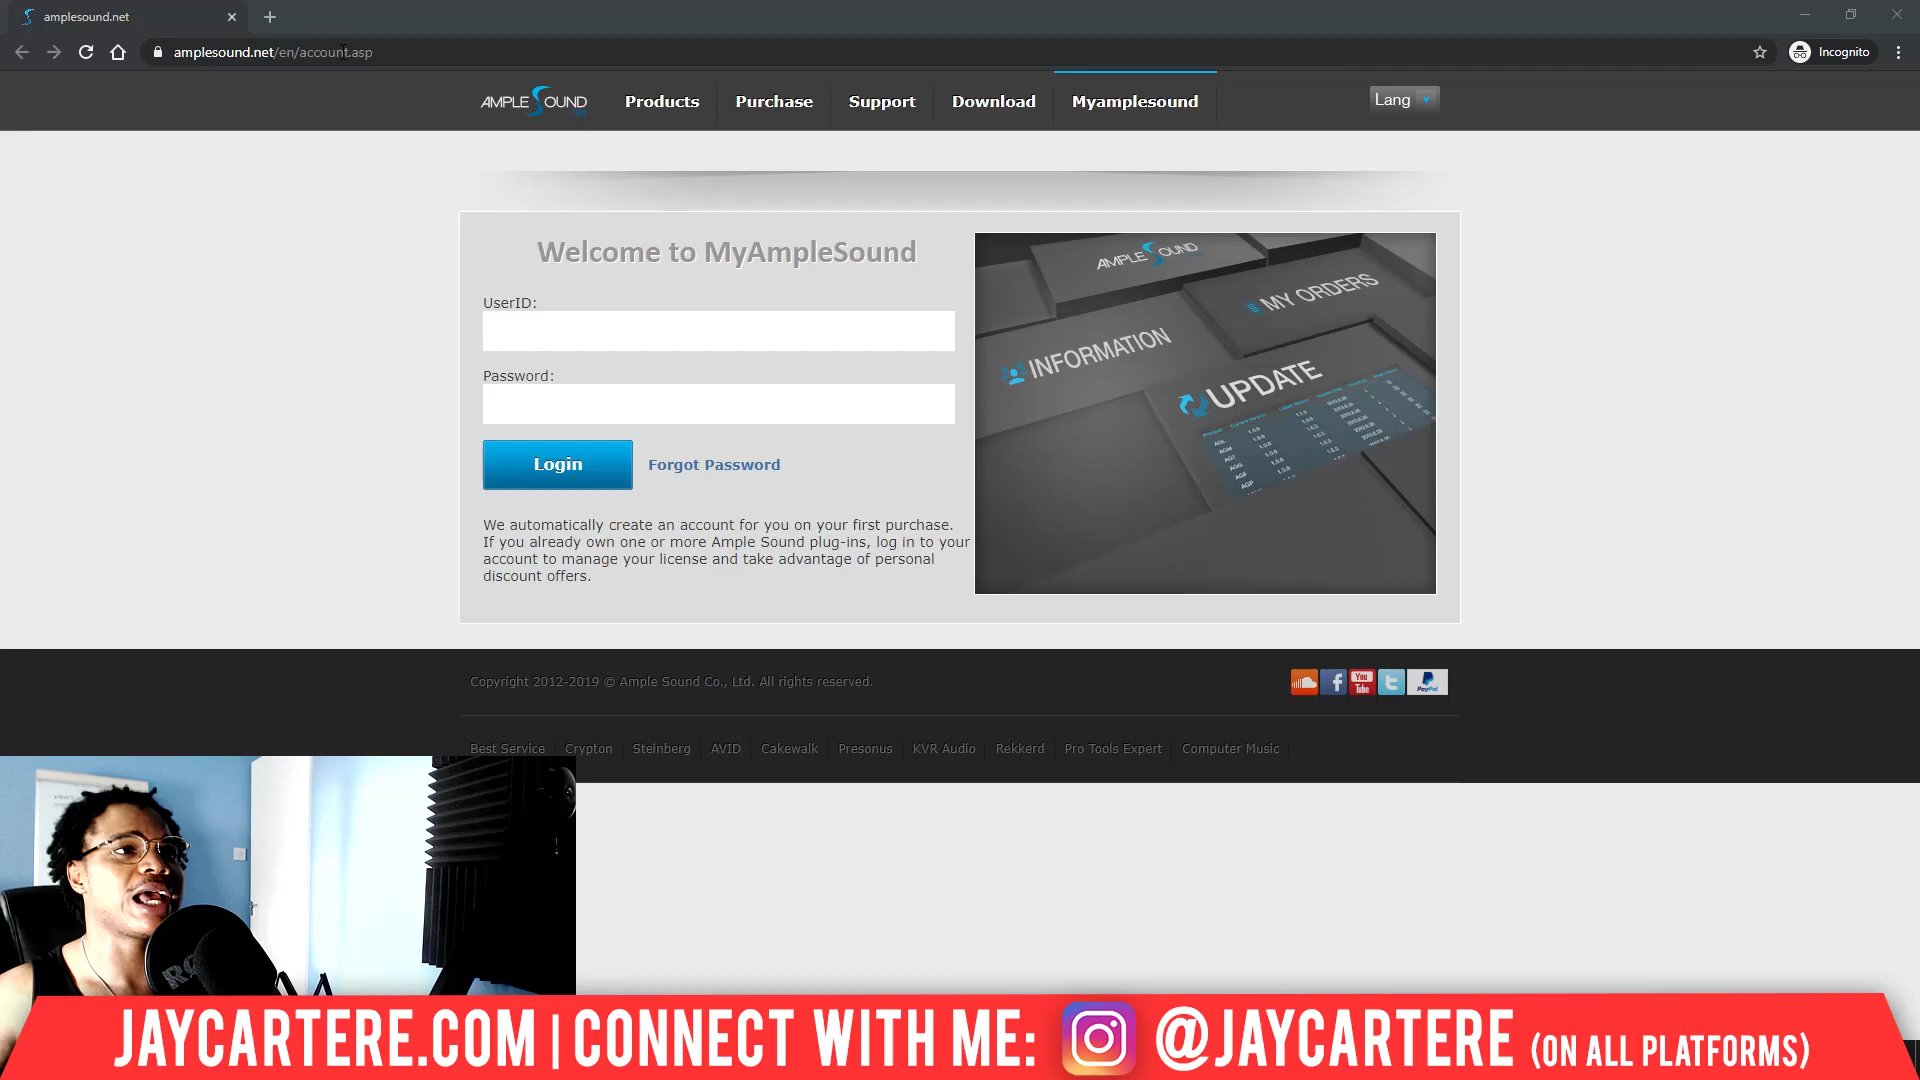 amplesound.net
amplesound.net/en/account.asp
Incognito
AMPLE SOUND
Products
Purchase
Support
Download
Myamplesound
Lang
Welcome to MyAmpleSound
UserID:
Password:
Login
Forgot Password
We automatically create an account for you on your first purchase.
If you already own one or more Ample Sound plug-ins, log in to your
account to manage your license and take advantage of personal
discount offers.
AMPLE SOUND
MY ORDERS
INFORMATION
UPDATE
Copyright 2012-2019 © Ample Sound Co., Ltd. All rights reserved.
You
Tube
PayPal
Best Service
Crypton
Steinberg
AVID
Cakewalk
Presonus
KVR Audio
Rekkerd
Pro Tools Expert
Computer Music
JAYCARTERE.COM | CONNECT WITH ME: @JAYCARTERE (ON ALL PLATFORMS)